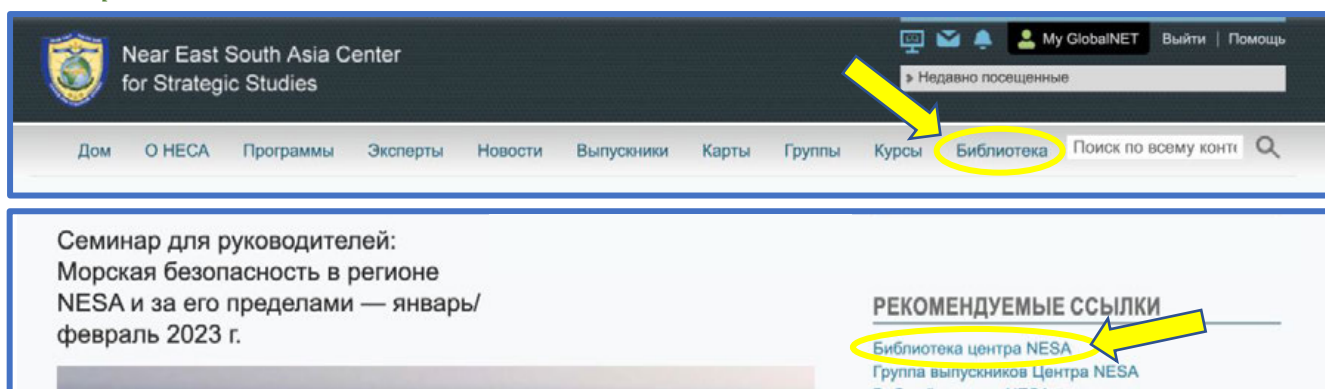 Near East South Asia Center
for Strategic Studies
My GlobalNET Выйти | Помощь
» Недавно посещенные
Дом О НЕСА Программы Эксперты Новости Выпускники Карты Группы Курсы Библиотека Поиск по всему конте
Семинар для руководителей:
Морская безопасность в регионе
NESA и за его пределами — январь/
февраль 2023 г.
РЕКОМЕНДУЕМЫЕ ССЫЛКИ
Библиотека центра NESA
Группа выпускников Центра NESA